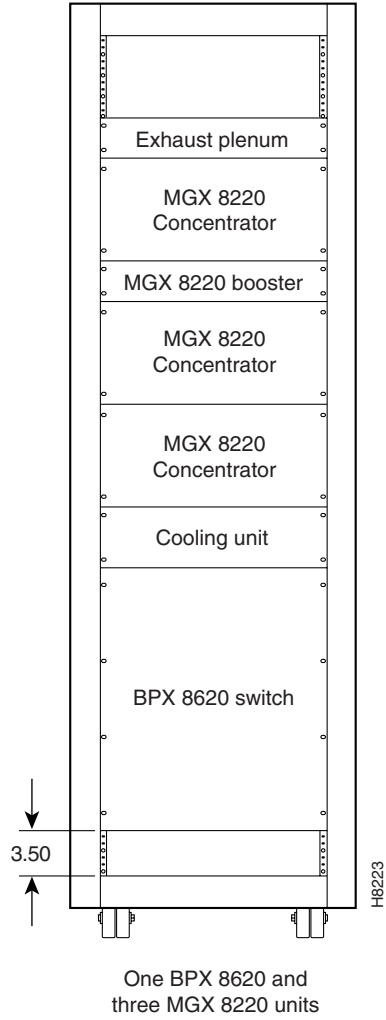 Exhaust plenum
MGX 8220
Concentrator
MGX 8220 booster
MGX 8220
Concentrator
MGX 8220
Concentrator
Cooling unit
BPX 8620 switch
3.50
H8223
One BPX 8620 and
three MGX 8220 units